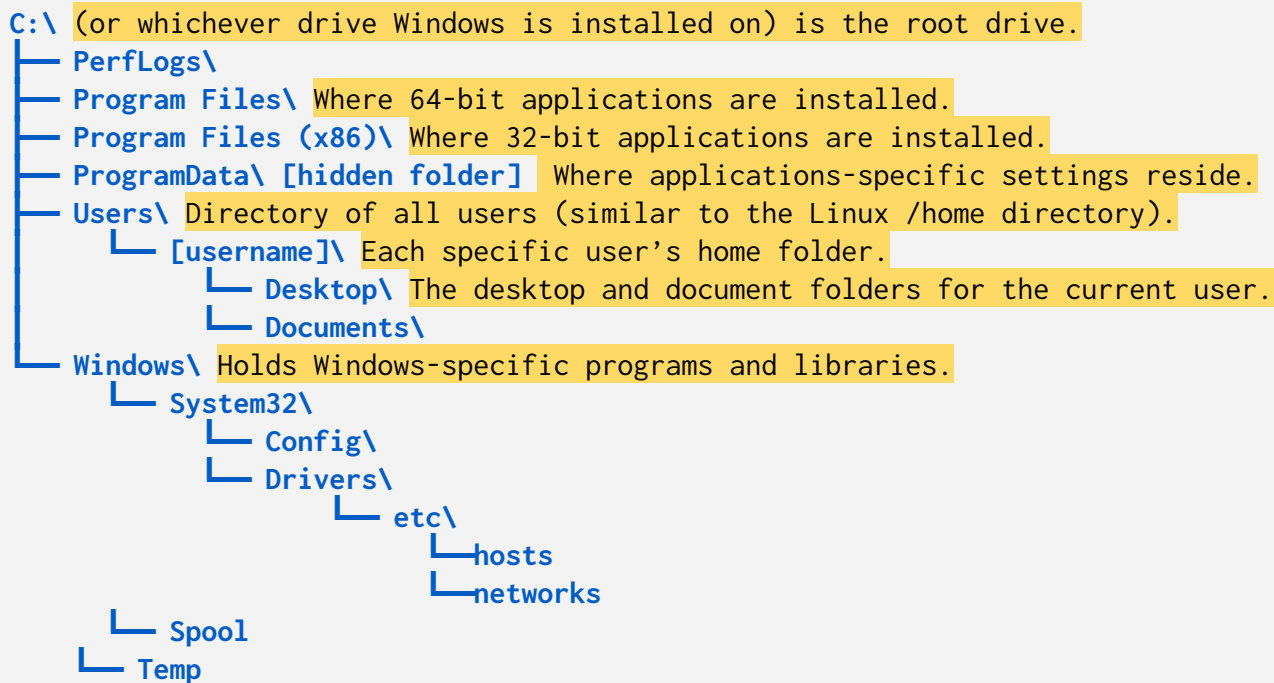 C:\ (or whichever drive Windows is installed on) is the root drive.
PerfLogs\
Program Files\ Where 64-bit applications are installed.
Program Files (x86)\ Where 32-bit applications are installed.
ProgramData\ [hidden folder] Where applications-specific settings reside.
Users\ Directory of all users (similar to the Linux /home directory).
[username]\ Each specific user’s home folder.
Desktop\ The desktop and document folders for the current user.
Documents\
Windows\ Holds Windows-specific programs and libraries.
System32\
Config\
Drivers\
etc\
hosts
networks
Spool
Temp